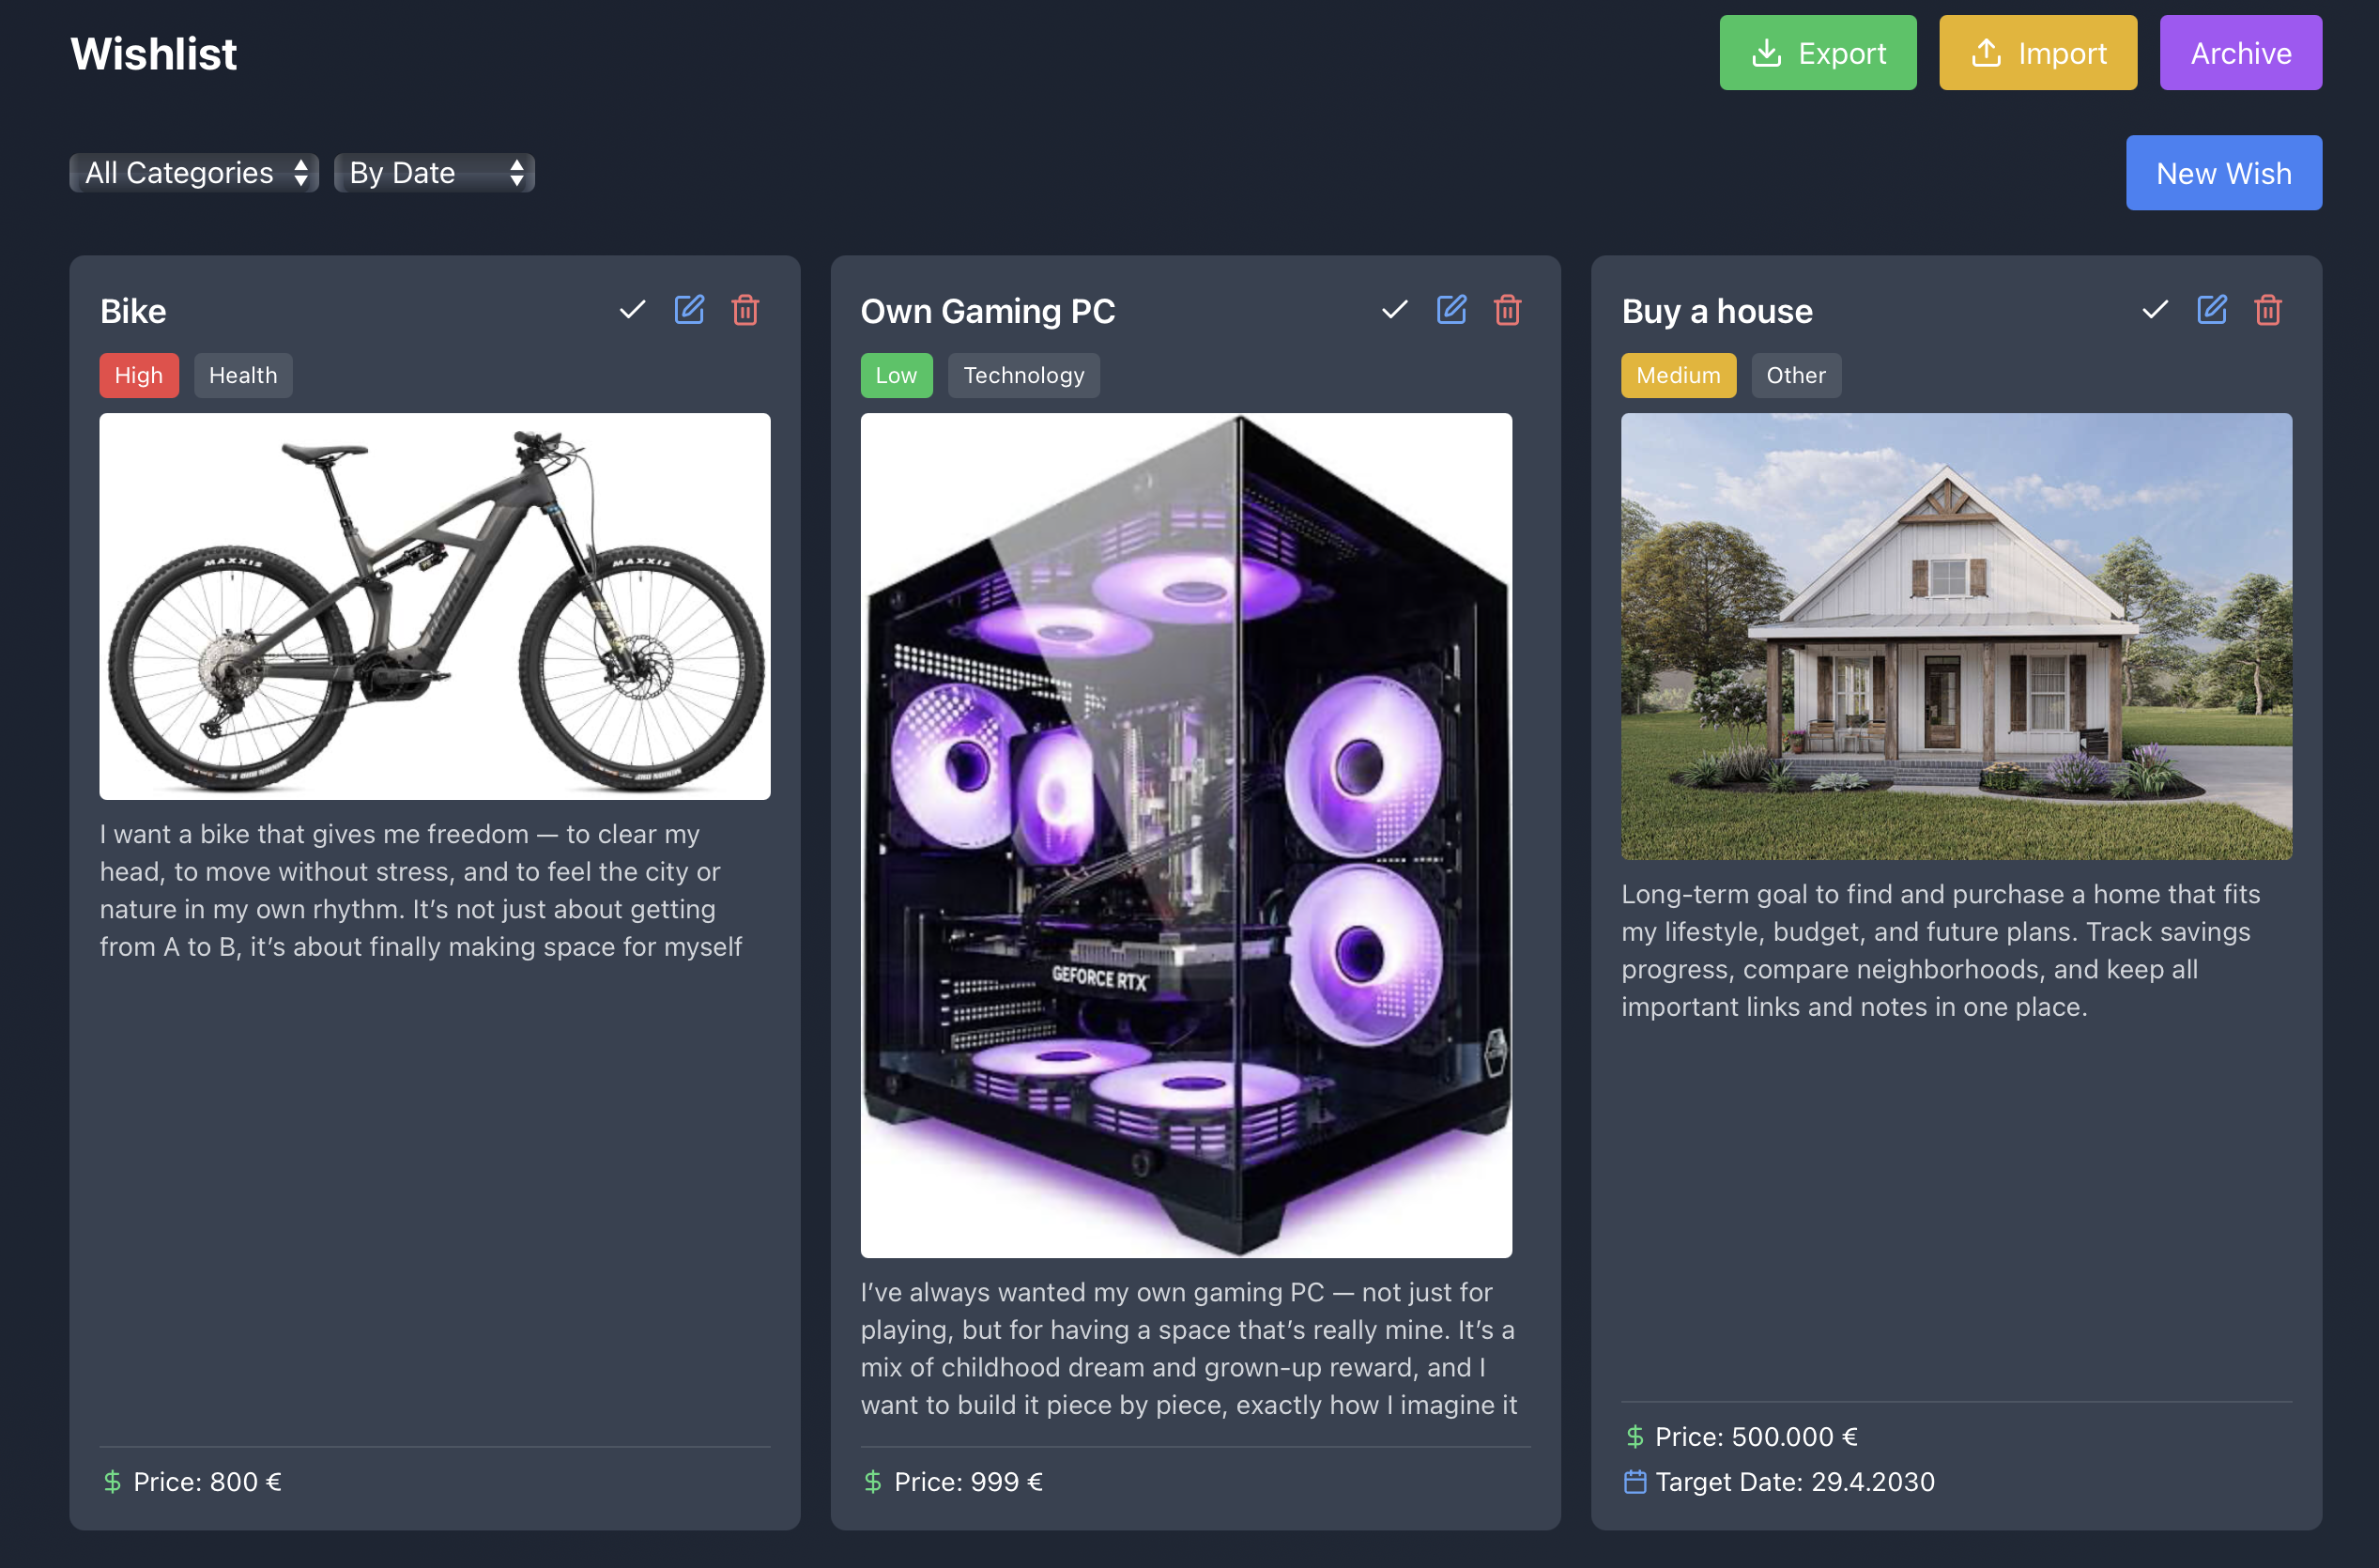 Wishlist
Export
Import
Archive
All Categories
By Date
New Wish
Bike
High
Health
MAXXIS
MAXXIS
I want a bike that gives me freedom — to clear my
head, to move without stress, and to feel the city or
nature in my own rhythm. It’s not just about getting
from A to B, it’s about finally making space for myself
Price: 800 €
Own Gaming PC
Low
Technology
GEFORCE RTX
I’ve always wanted my own gaming PC — not just for
playing, but for having a space that’s really mine. It’s a
mix of childhood dream and grown-up reward, and I
want to build it piece by piece, exactly how I imagine it
Price: 999 €
Buy a house
Medium
Other
Long-term goal to find and purchase a home that fits
my lifestyle, budget, and future plans. Track savings
progress, compare neighborhoods, and keep all
important links and notes in one place.
Price: 500.000 €
Target Date: 29.4.2030